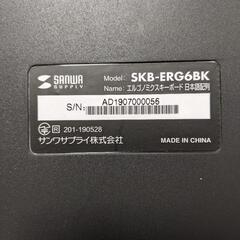 SANWA SUPPLY
Model: SKB-ERG6BK
Name: エルゴノミクスキーボード 日本語配列
S/N: AD1907000056
201-190528
サンワサプライ株式会社
MADE IN CHINA